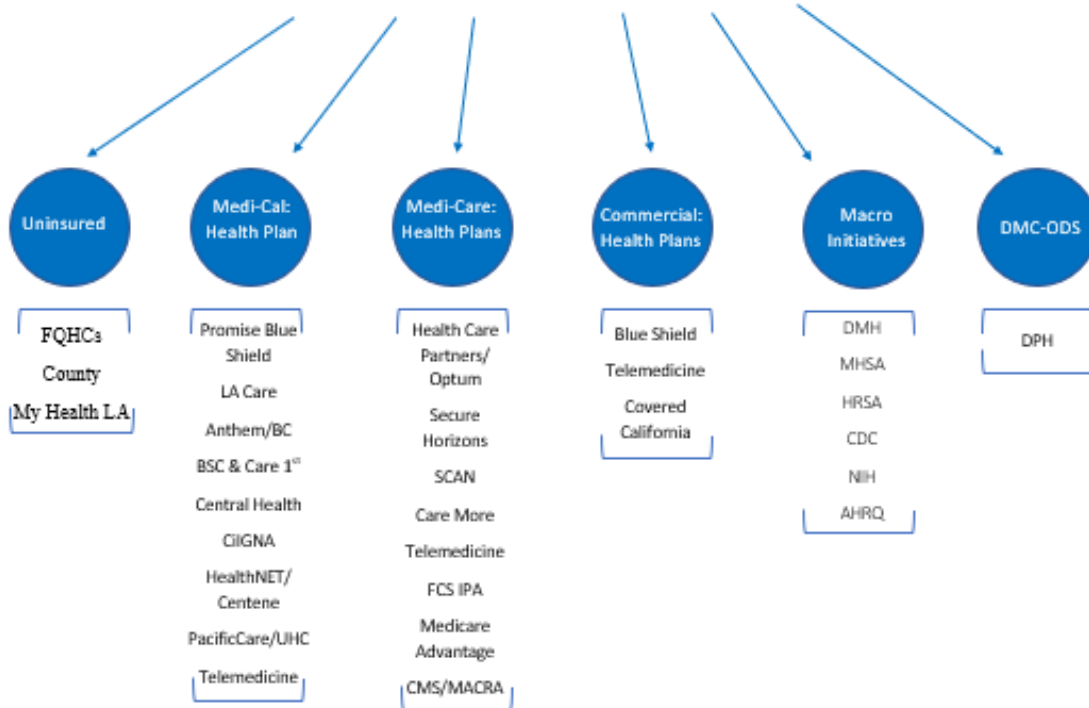 Uninsured
FQHCs
County
My Health LA
Medi-Cal:
Health Plan
Promise Blue
Shield
LA Care
Anthem/BC
BSC & Care 1st
Central Health
CilGNA
HealthNET/
Centene
PacificCare/UHC
Telemedicine
Medi-Care:
Health Plans
Health Care
Partners/
Optum
Secure
Horizons
SCAN
Care More
Telemedicine
FCS IPA
Medicare
Advantage
CMS/MACRA
Commercial:
Health Plans
Blue Shield
Telemedicine
Covered
California
Macro
Initiatives
DMH
MHSA
HRSA
CDC
NIH
AHRQ
DMC-ODS
DPH